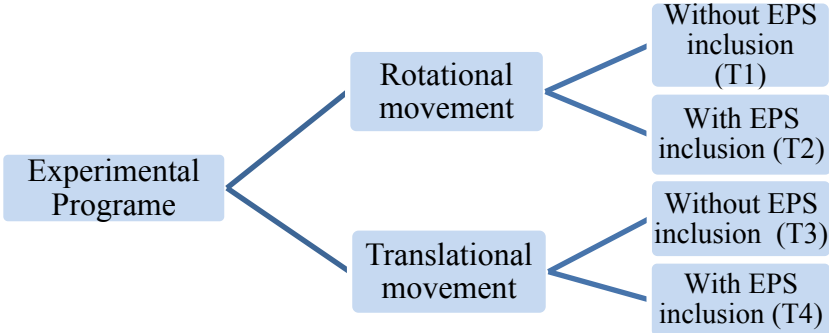 Experimental
Programe
Rotational
movement
Without EPS
inclusion
(T1)
With EPS
inclusion (T2)
Translational
movement
Without EPS
inclusion (T3)
With EPS
inclusion (T4)